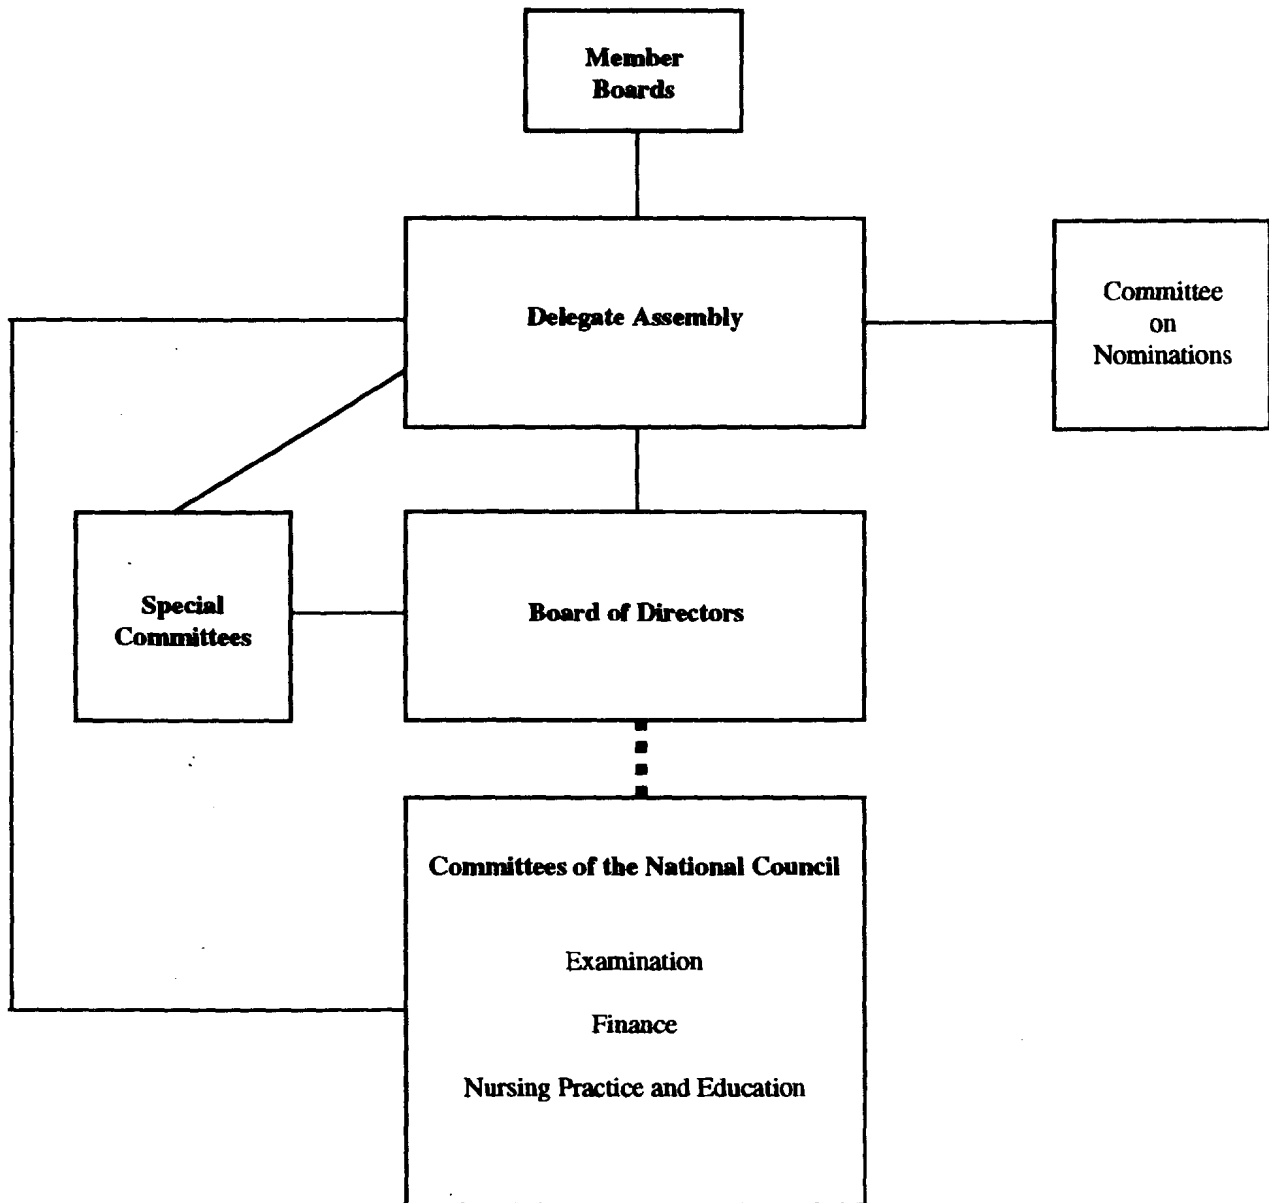 Member
Boards
Delegate Assembly
Committee
on
Nominations
Special
Committees
Board of Directors
Committees of the National Council
Examination
Finance
Nursing Practice and Education